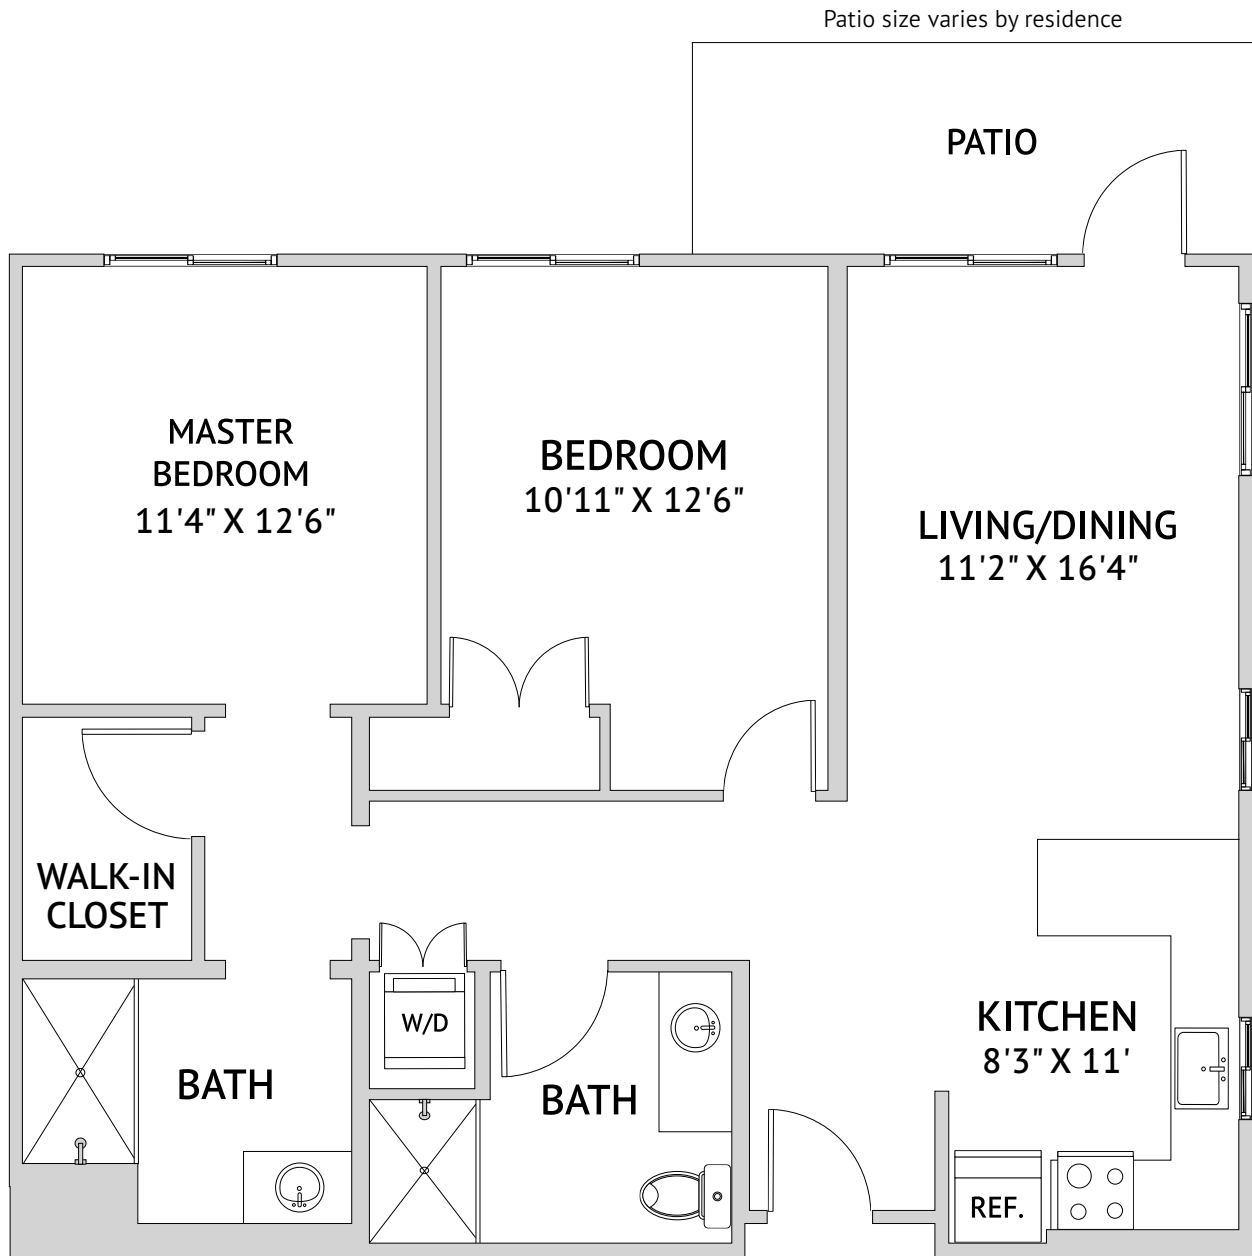 Patio size varies by residence
PATIO
MASTER
BEDROOM
11'4" X 12'6"
BEDROOM
10'11" X 12'6"
LIVING/DINING
11'2" X 16'4"
WALK-IN
CLOSET
W/D
KITCHEN
8'3" X 11'
BATH
BATH
REF.